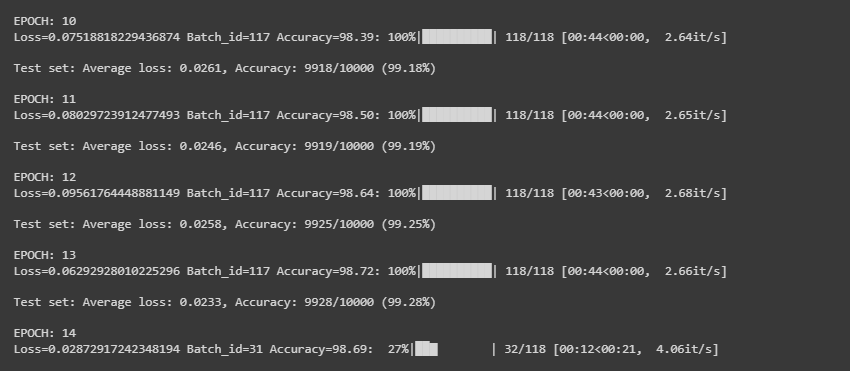 EPOCH: 10
Loss=0.07518818229436874 Batch_id=117 Accuracy=98.39: 100%|██████████| 118/118 [00:44<00:00, 2.64it/s]
Test set: Average loss: 0.0261, Accuracy: 9918/10000 (99.18%)
EPOCH: 11
Loss=0.08029723912477493 Batch_id=117 Accuracy=98.50: 100%|██████████| 118/118 [00:44<00:00, 2.65it/s]
Test set: Average loss: 0.0246, Accuracy: 9919/10000 (99.19%)
EPOCH: 12
Loss=0.09561764448881149 Batch_id=117 Accuracy=98.64: 100%|██████████| 118/118 [00:43<00:00, 2.68it/s]
Test set: Average loss: 0.0258, Accuracy: 9925/10000 (99.25%)
EPOCH: 13
Loss=0.06292928010225296 Batch_id=117 Accuracy=98.72: 100%|██████████| 118/118 [00:44<00:00, 2.66it/s]
Test set: Average loss: 0.0233, Accuracy: 9928/10000 (99.28%)
EPOCH: 14
Loss=0.02872917242348194 Batch_id=31 Accuracy=98.69: 27%|██▋       | 32/118 [00:12<00:21, 4.06it/s]